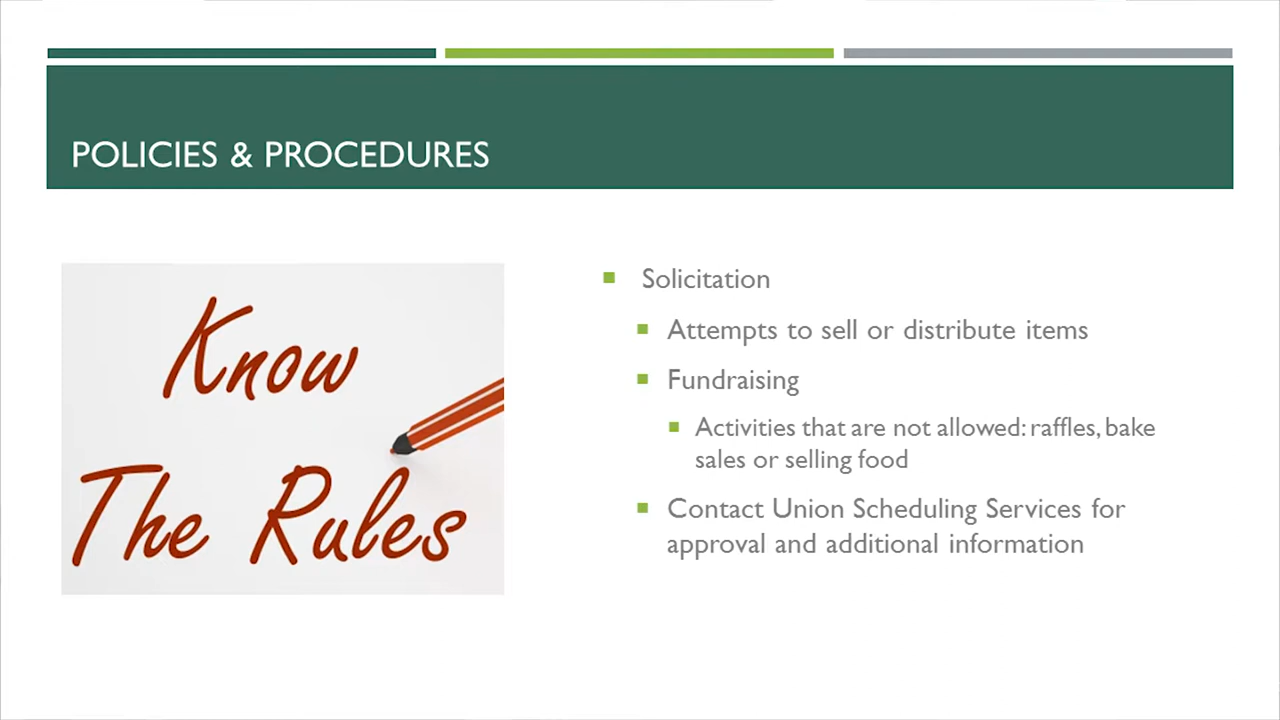 POLICIES & PROCEDURES
Know
The Rules
Solicitation
Attempts to sell or distribute items
Fundraising
Activities that are not allowed: raffles, bake
sales or selling food
Contact Union Scheduling Services for
approval and additional information